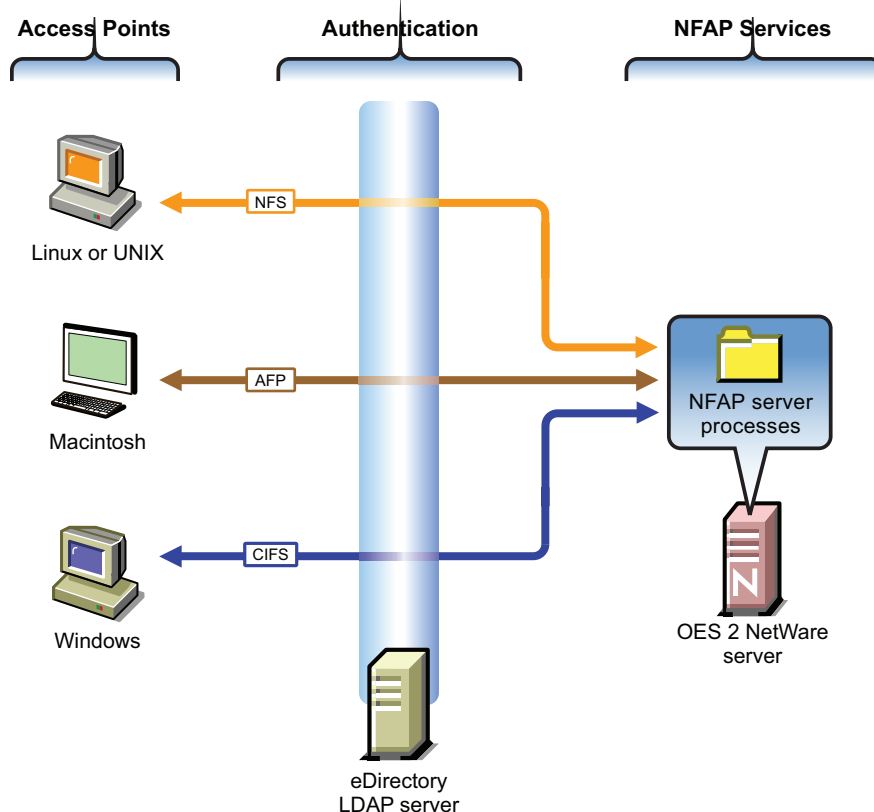 Access Points
Authentication
NFAP Services
NFS
Linux or UNIX
AFP
Macintosh
NFAP server
processes
CIFS
Windows
N
OES 2 NetWare
server
eDirectory
LDAP server